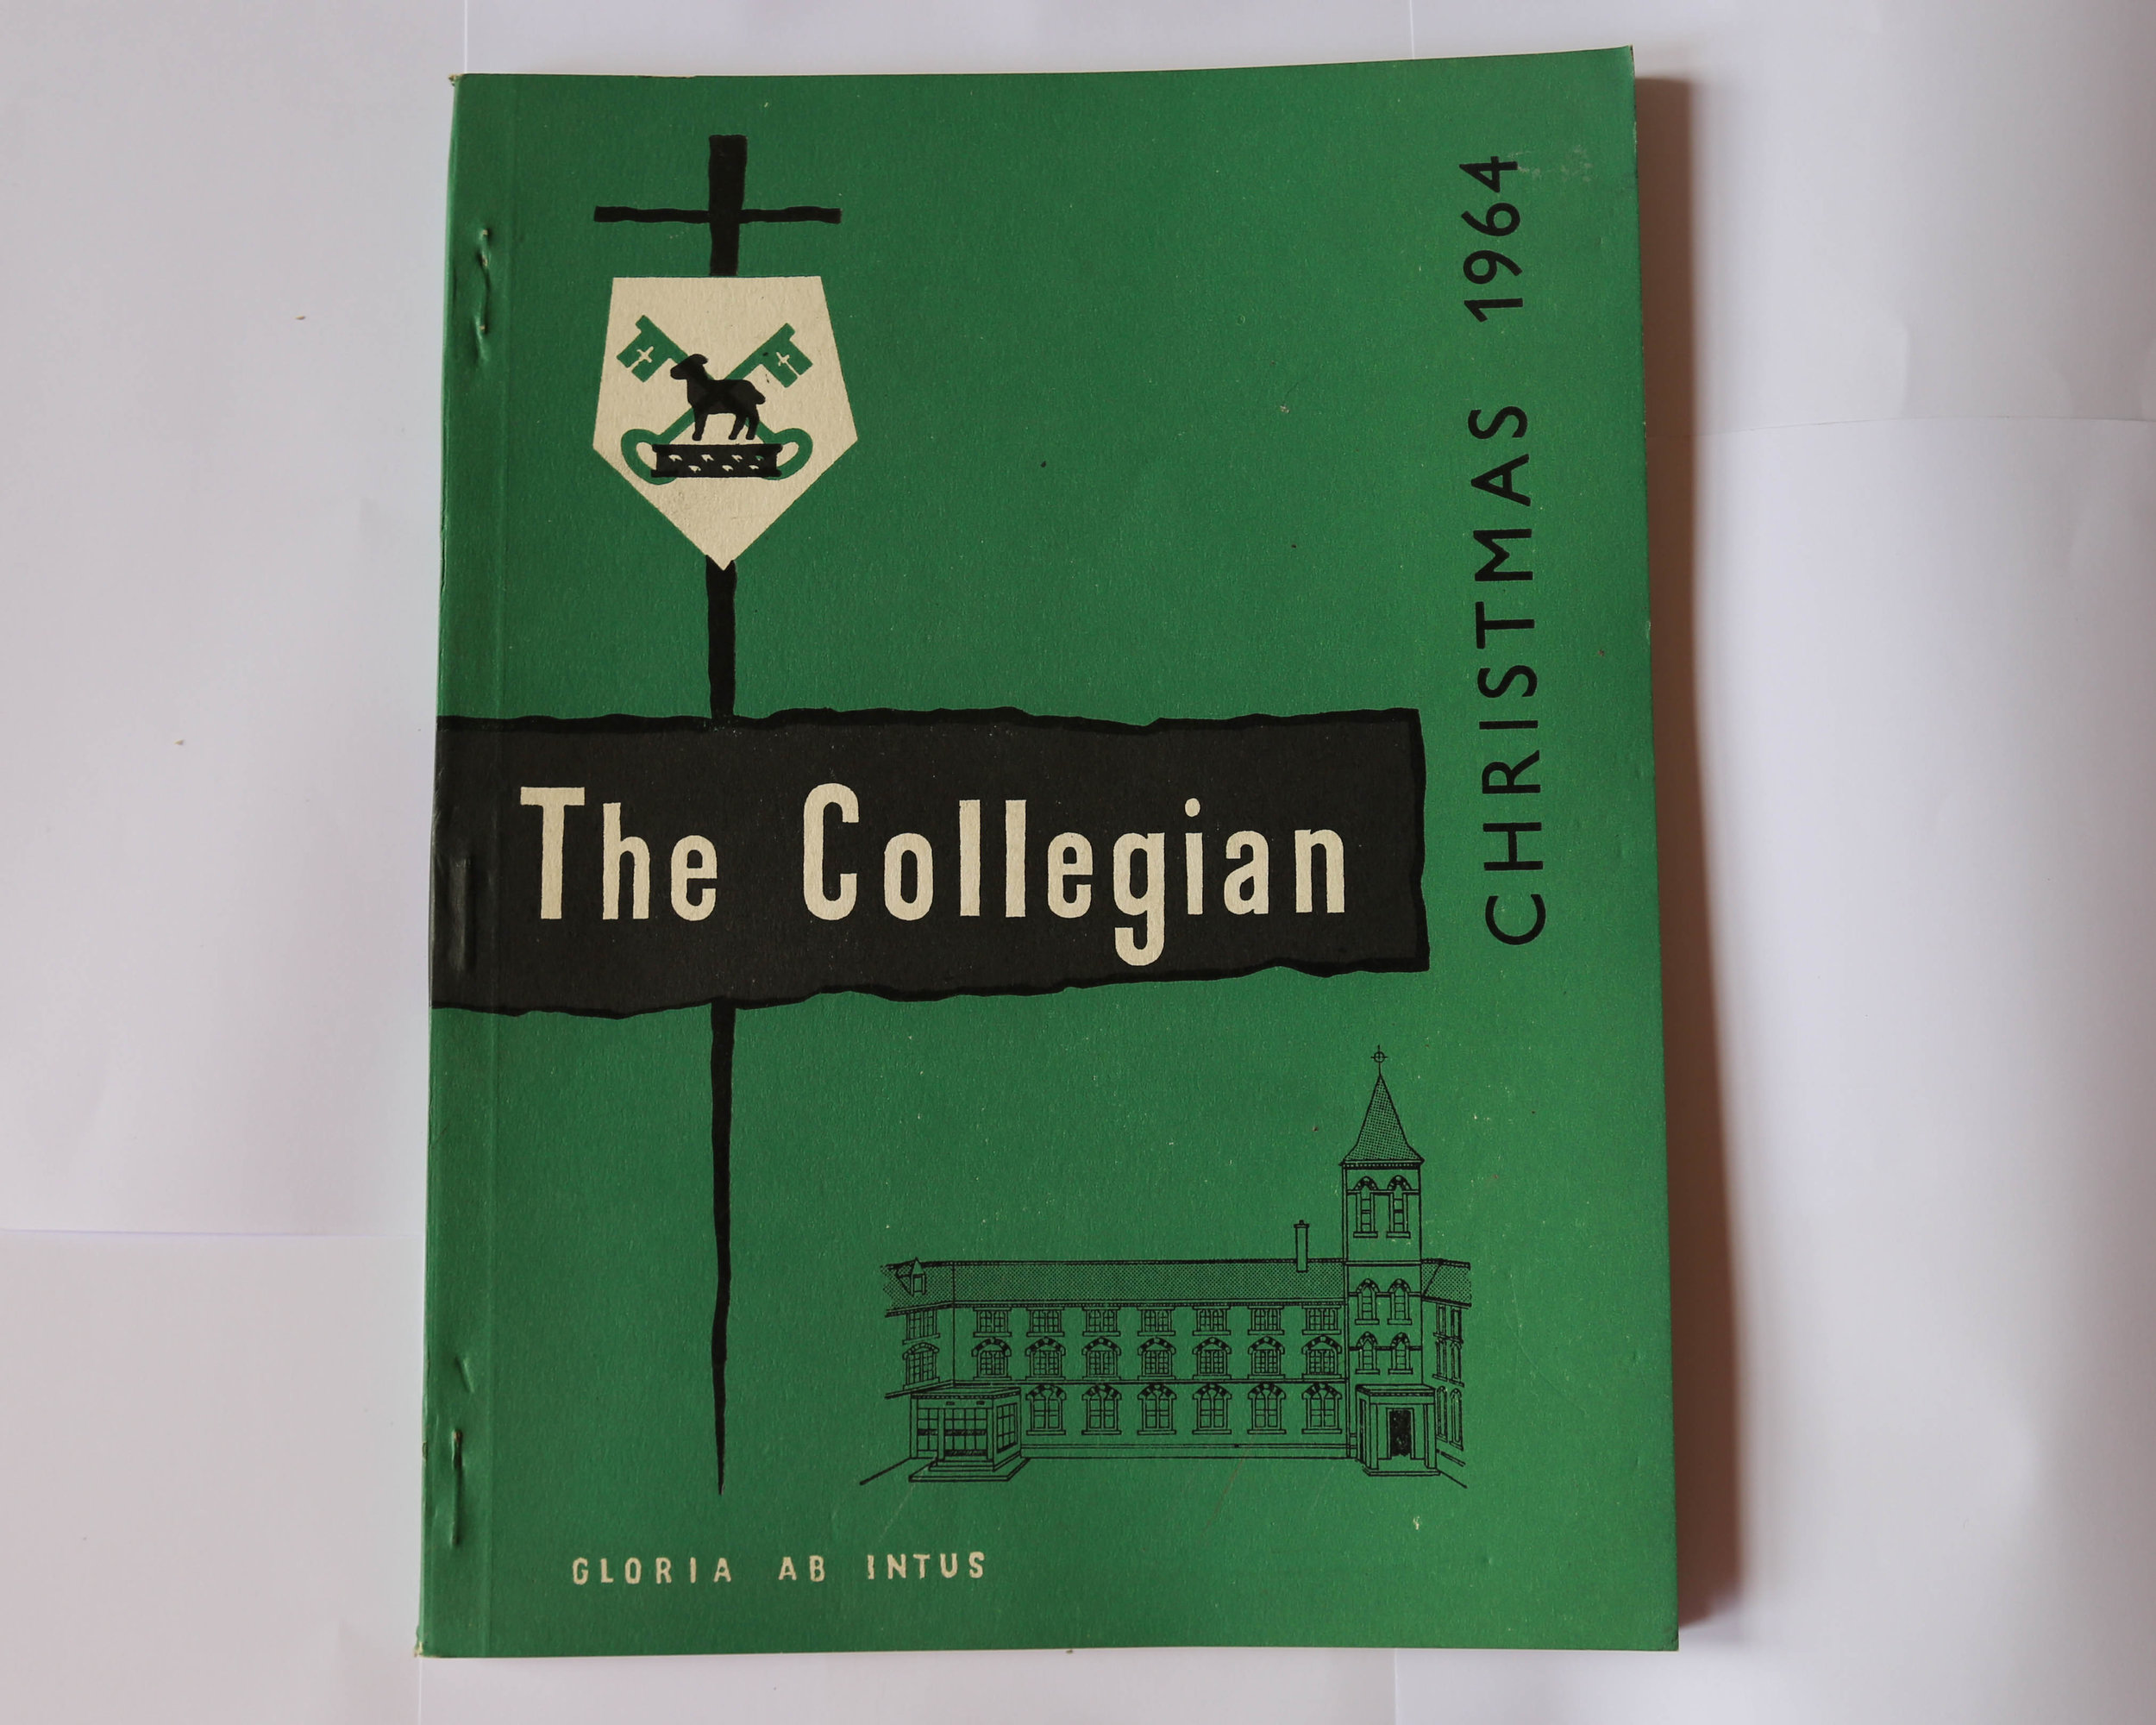 CHRISTMAS 1964
The Collegian
GLORIA AB INTUS